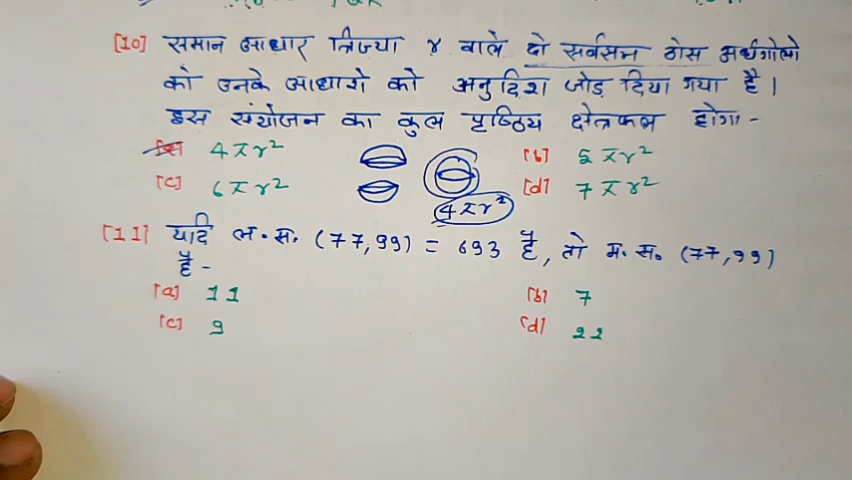 [10] समान आधार त्रिज्या r वाले दो सर्वसम ठोस अर्धगोलो
को उनके आधारो को अनुदिश जोड़ दिया गया है।
इस संयोजन का कुल पृष्ठिय क्षेत्रफल होगा -
4πr² [b] 5πr²
[c] 6πr² [d] 7πr²
4πr²
[11] यदि ल.स. (77,99) = 693 है, तो म.स. (77,99)
है -
[a] 11 [b] 7
[c] 9 [d] 22